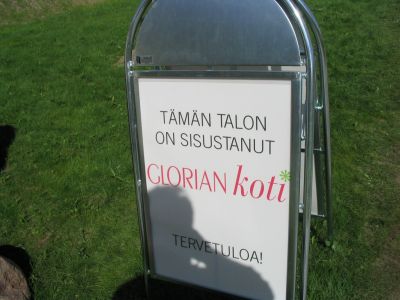 TÄMÄN TALON
ON SISUSTANUT
GLORIAN koti*
TERVETULOA!